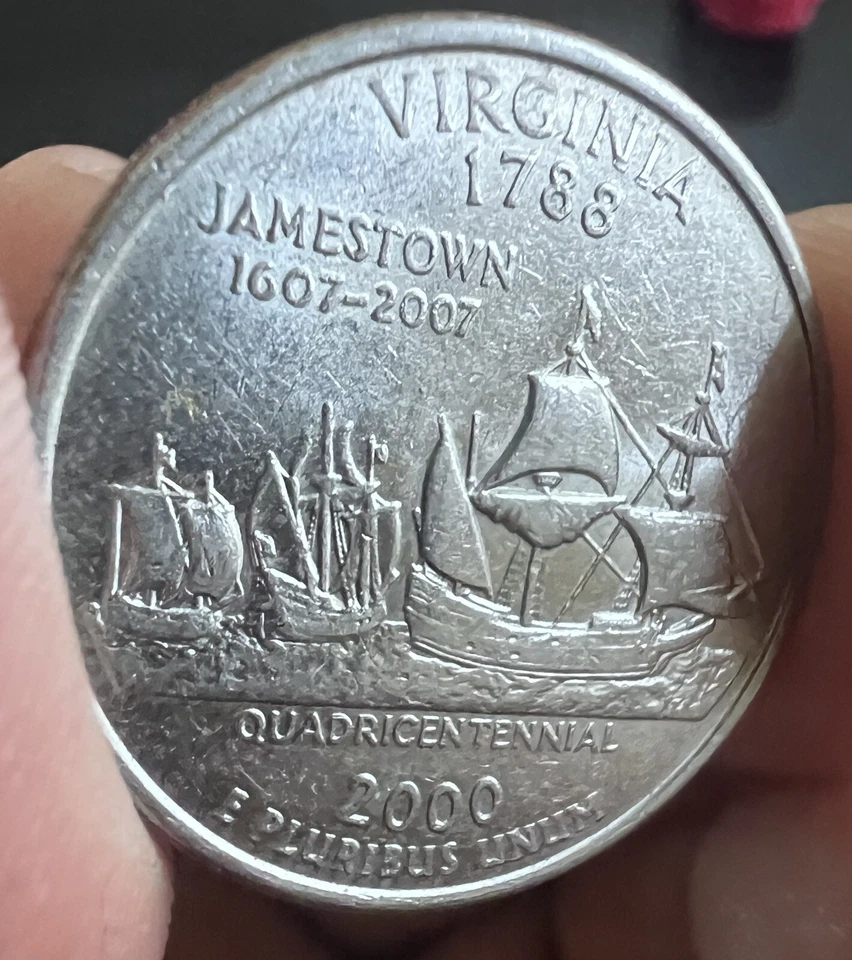 VIRGINIA
1788
JAMESTOWN
1607-2007
QUADRICENTENNIAL
2000
E PLURIBUS UNUM